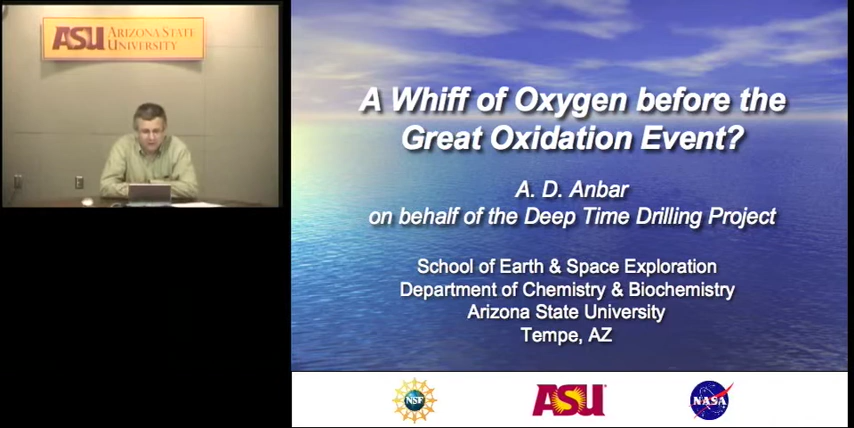 ASU ARIZONA STATE
UNIVERSITY
A Whiff of Oxygen before the
Great Oxidation Event?
A. D. Anbar
on behalf of the Deep Time Drilling Project
School of Earth & Space Exploration
Department of Chemistry & Biochemistry
Arizona State University
Tempe, AZ
NSF
ASU
NASA